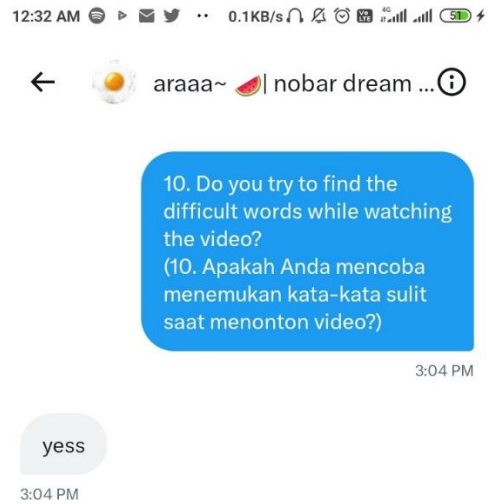 12:32 AM 0.1KB/s Vo LTE 4G 51
araaa~ 🍉| nobar dream ...
10. Do you try to find the
difficult words while watching
the video?
(10. Apakah Anda mencoba
menemukan kata-kata sulit
saat menonton video?)
3:04 PM
yess
3:04 PM